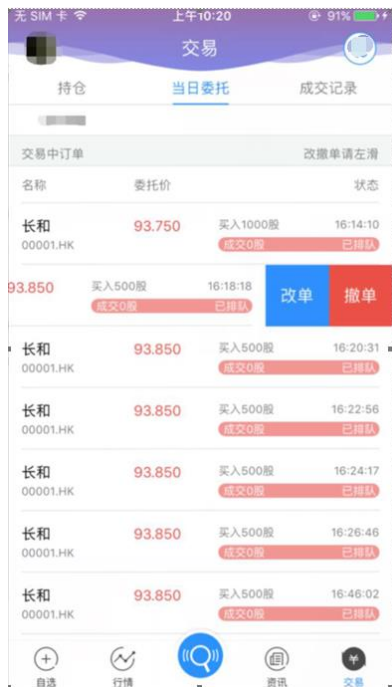 无 SIM 卡 上午10:20 91%
交易
持仓 当日委托 成交记录
交易中订单 改撤单请左滑
名称 委托价 状态
长和 93.750 买入1000股 16:14:10
00001.HK 成交0股 已排队
93.850 买入500股 16:18:18 改单 撤单
成交0股 已排队
长和 93.850 买入500股 16:20:31
00001.HK 成交0股 已排队
长和 93.850 买入500股 16:22:56
00001.HK 成交0股 已排队
长和 93.850 买入500股 16:24:17
00001.HK 成交0股 已排队
长和 93.850 买入500股 16:26:46
00001.HK 成交0股 已排队
长和 93.850 买入500股 16:46:02
00001.HK 成交0股 已排队
自选 行情 资讯 交易